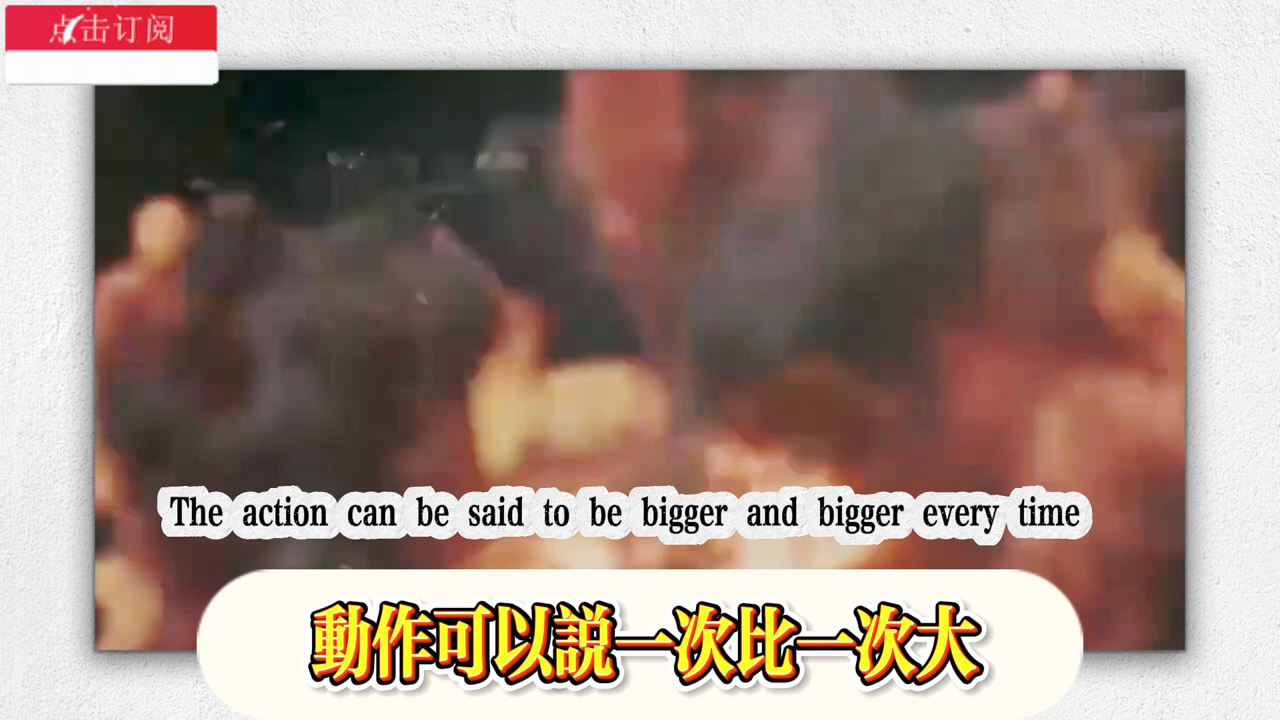 点击订阅
The action can be said to be bigger and bigger every time
動作可以説一次比一次大